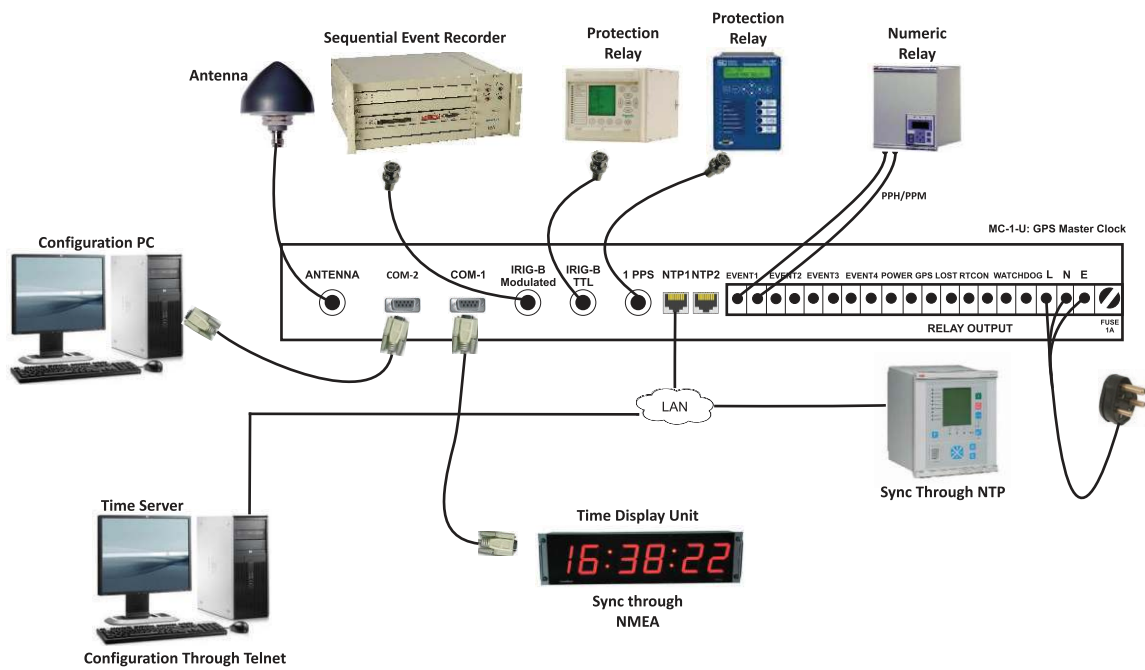 Sequential Event Recorder
Protection
Relay
Protection
Relay
Numeric
Relay
Antenna
PPH/PPM
Configuration PC
MC-1-U: GPS Master Clock
ANTENNA
COM-2
COM-1
IRIG-B
Modulated
IRIG-B
TTL
1 PPS
NTP1 NTP2
EVENT1 EVENT2 EVENT3 EVENT4 POWER GPS LOST RTCON WATCHDOG L N E
RELAY OUTPUT
FUSE
1A
LAN
Sync Through NTP
Time Server
Time Display Unit
16:38:22
Sync through
NMEA
Configuration Through Telnet